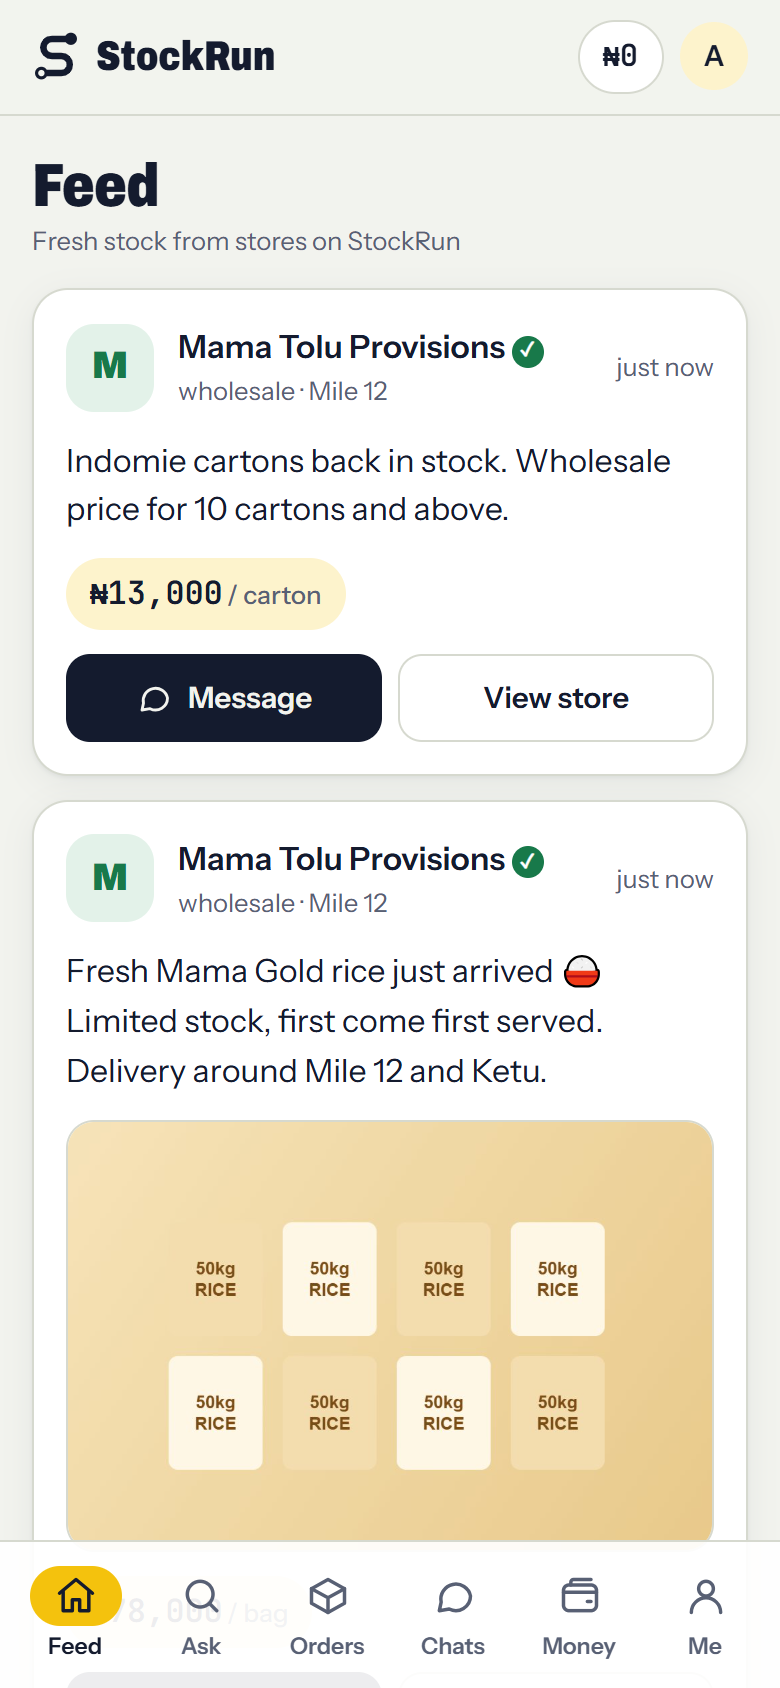 StockRun
₦0
A
Feed
Fresh stock from stores on StockRun
M
Mama Tolu Provisions
wholesale · Mile 12
just now
Indomie cartons back in stock. Wholesale
price for 10 cartons and above.
₦13,000 / carton
Message
View store
M
Mama Tolu Provisions
wholesale · Mile 12
just now
Fresh Mama Gold rice just arrived 🍚
Limited stock, first come first served.
Delivery around Mile 12 and Ketu.
50kg 50kg 50kg 50kg
RICE RICE RICE RICE
50kg 50kg 50kg 50kg
RICE RICE RICE RICE
8,000 / bag
Feed
Ask
Orders
Chats
Money
Me